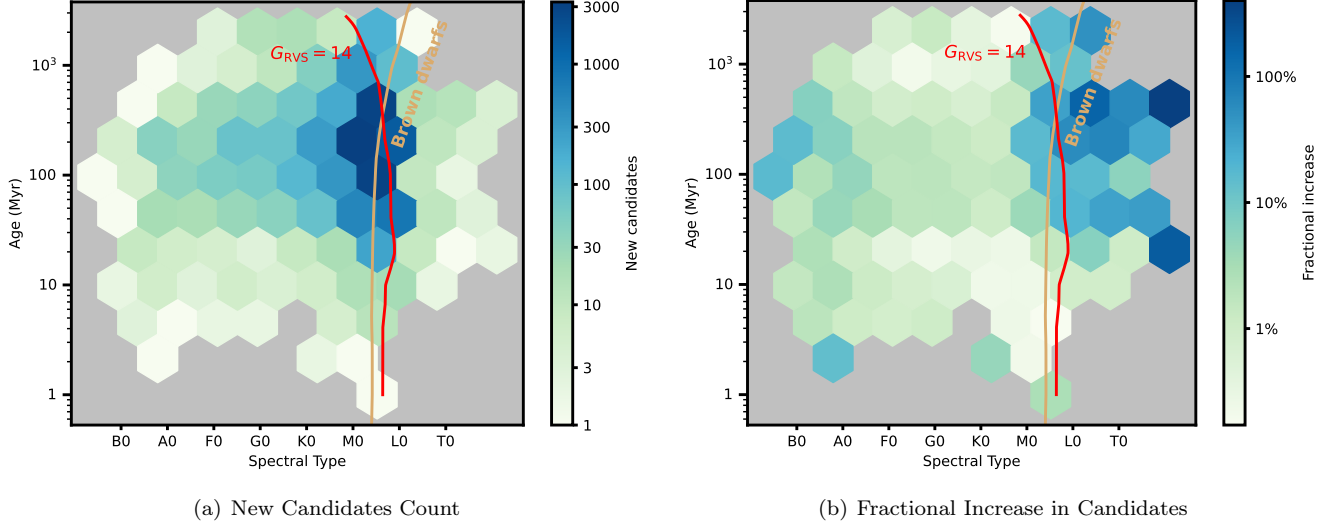 10³
100
10
1
Age (Myr)
B0 A0 F0 G0 K0 M0 L0 T0
Spectral Type
G_RVS = 14
Brown dwarfs
3000
1000
300
100
30
10
3
1
New candidates
(a) New Candidates Count
10³
100
10
1
Age (Myr)
B0 A0 F0 G0 K0 M0 L0 T0
Spectral Type
G_RVS = 14
Brown dwarfs
100%
10%
1%
Fractional increase
(b) Fractional Increase in Candidates